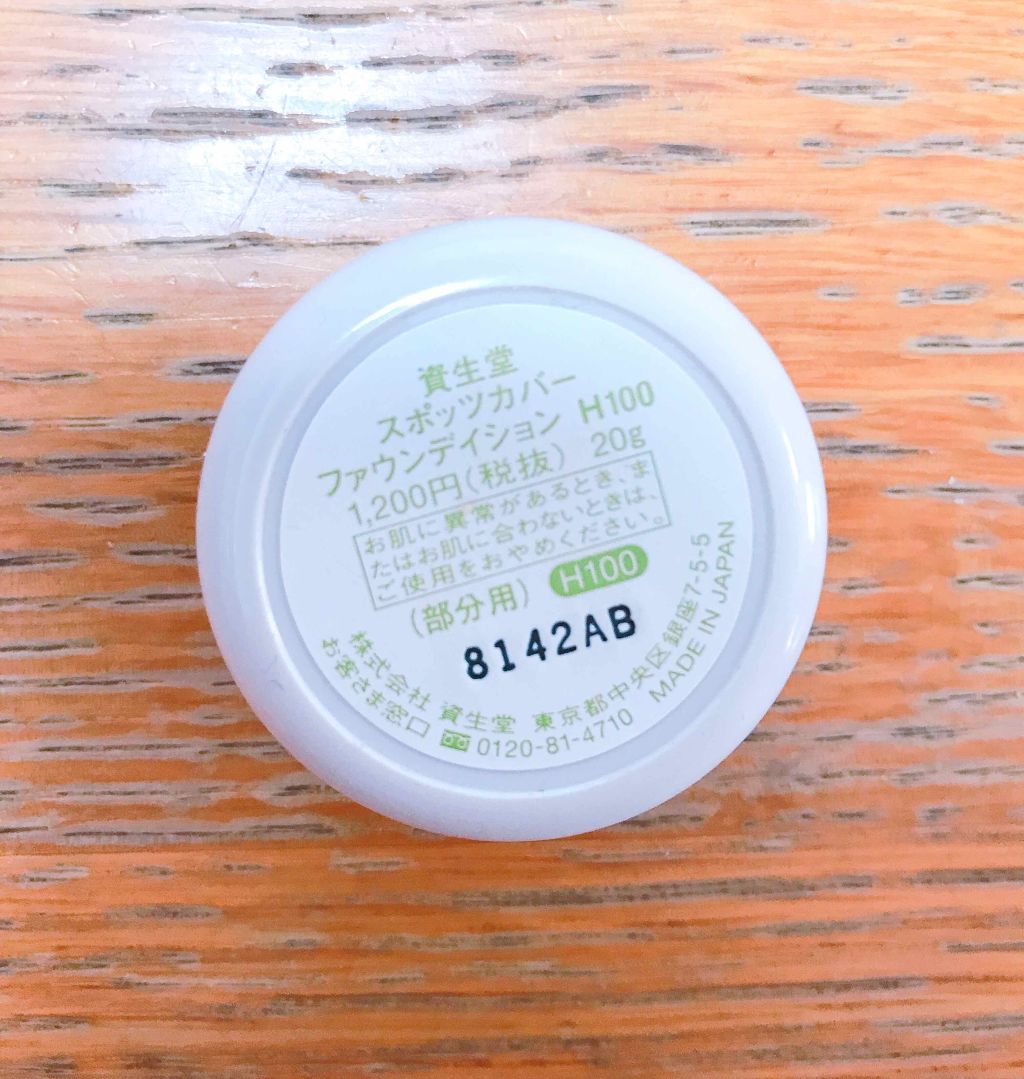 資生堂
スポッツカバー
ファウンデイション H100
1,200円(税抜) 20g
お肌に異常があるとき、ま
たはお肌に合わないときは、
ご使用をおやめください。
(部分用) H100
8142AB
株式会社 資生堂 東京都中央区銀座7-5-5
お客さま窓口 0120-81-4710 MADE IN JAPAN